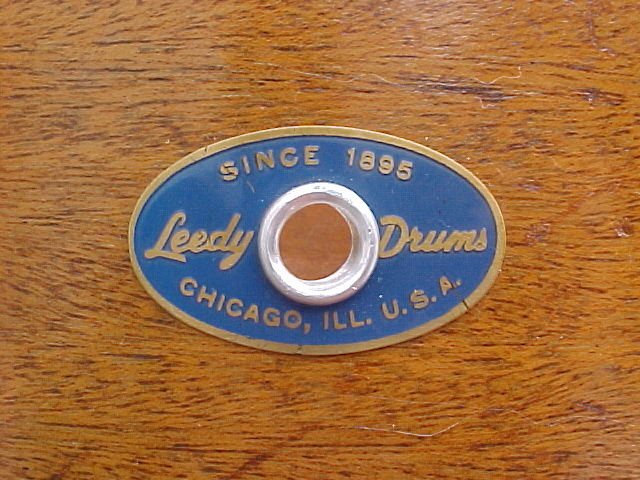 SINCE 1895
Leedy Drums
CHICAGO, ILL. U.S.A.